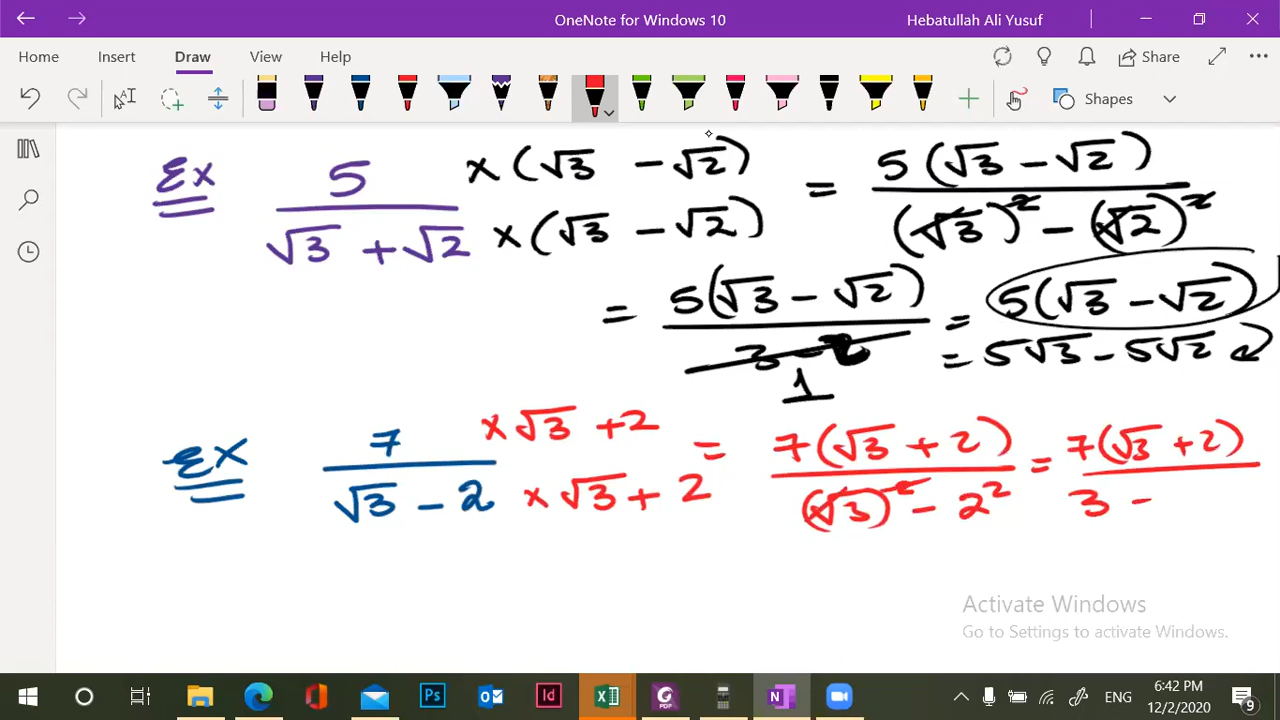 OneNote for Windows 10
Hebatullah Ali Yusuf
Home Insert Draw View Help
Share
Shapes
Ex 5/(√3 + √2) ×(√3 - √2)/×(√3 - √2) = 5(√3 - √2)/((√3)² - (√2)²)
= 5(√3 - √2)/(3 - 2) = 5(√3 - √2)
1
= 5√3 - 5√2
Ex 7/(√3 - 2) ×√3 + 2/×√3 + 2 = 7(√3 + 2)/((√3)² - 2²) = 7(√3 + 2)/(3 -
Activate Windows
Go to Settings to activate Windows.
ENG
6:42 PM
12/2/2020
9